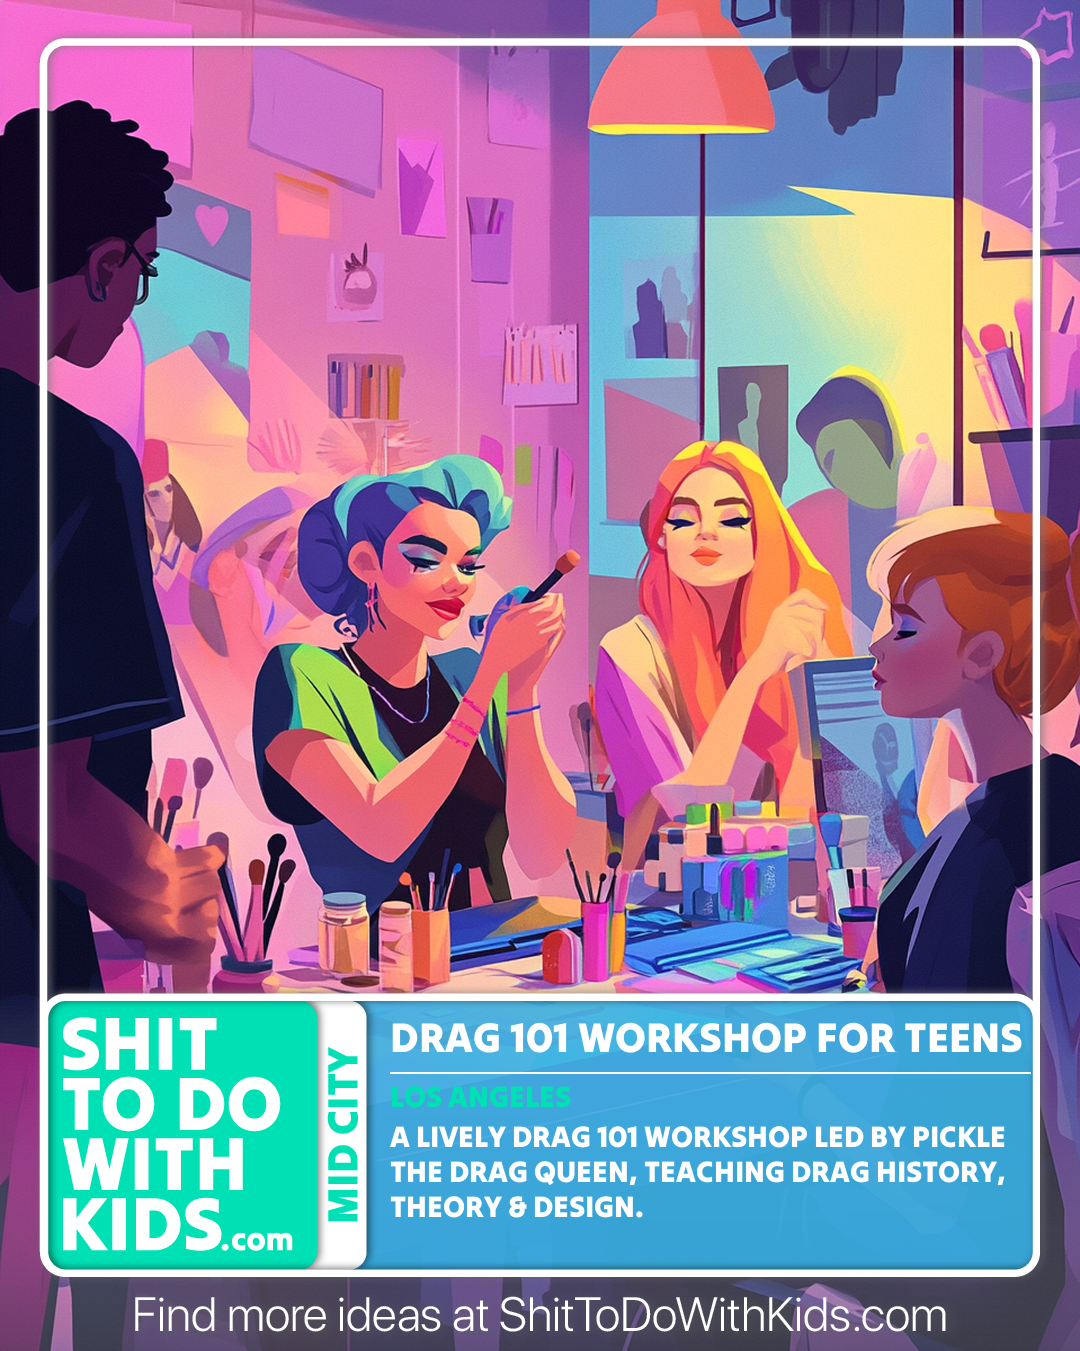 SHIT
TO DO
WITH
KIDS.com
MID CITY
DRAG 101 WORKSHOP FOR TEENS
LOS ANGELES
A LIVELY DRAG 101 WORKSHOP LED BY PICKLE
THE DRAG QUEEN, TEACHING DRAG HISTORY,
THEORY & DESIGN.
Find more ideas at ShitToDoWithKids.com